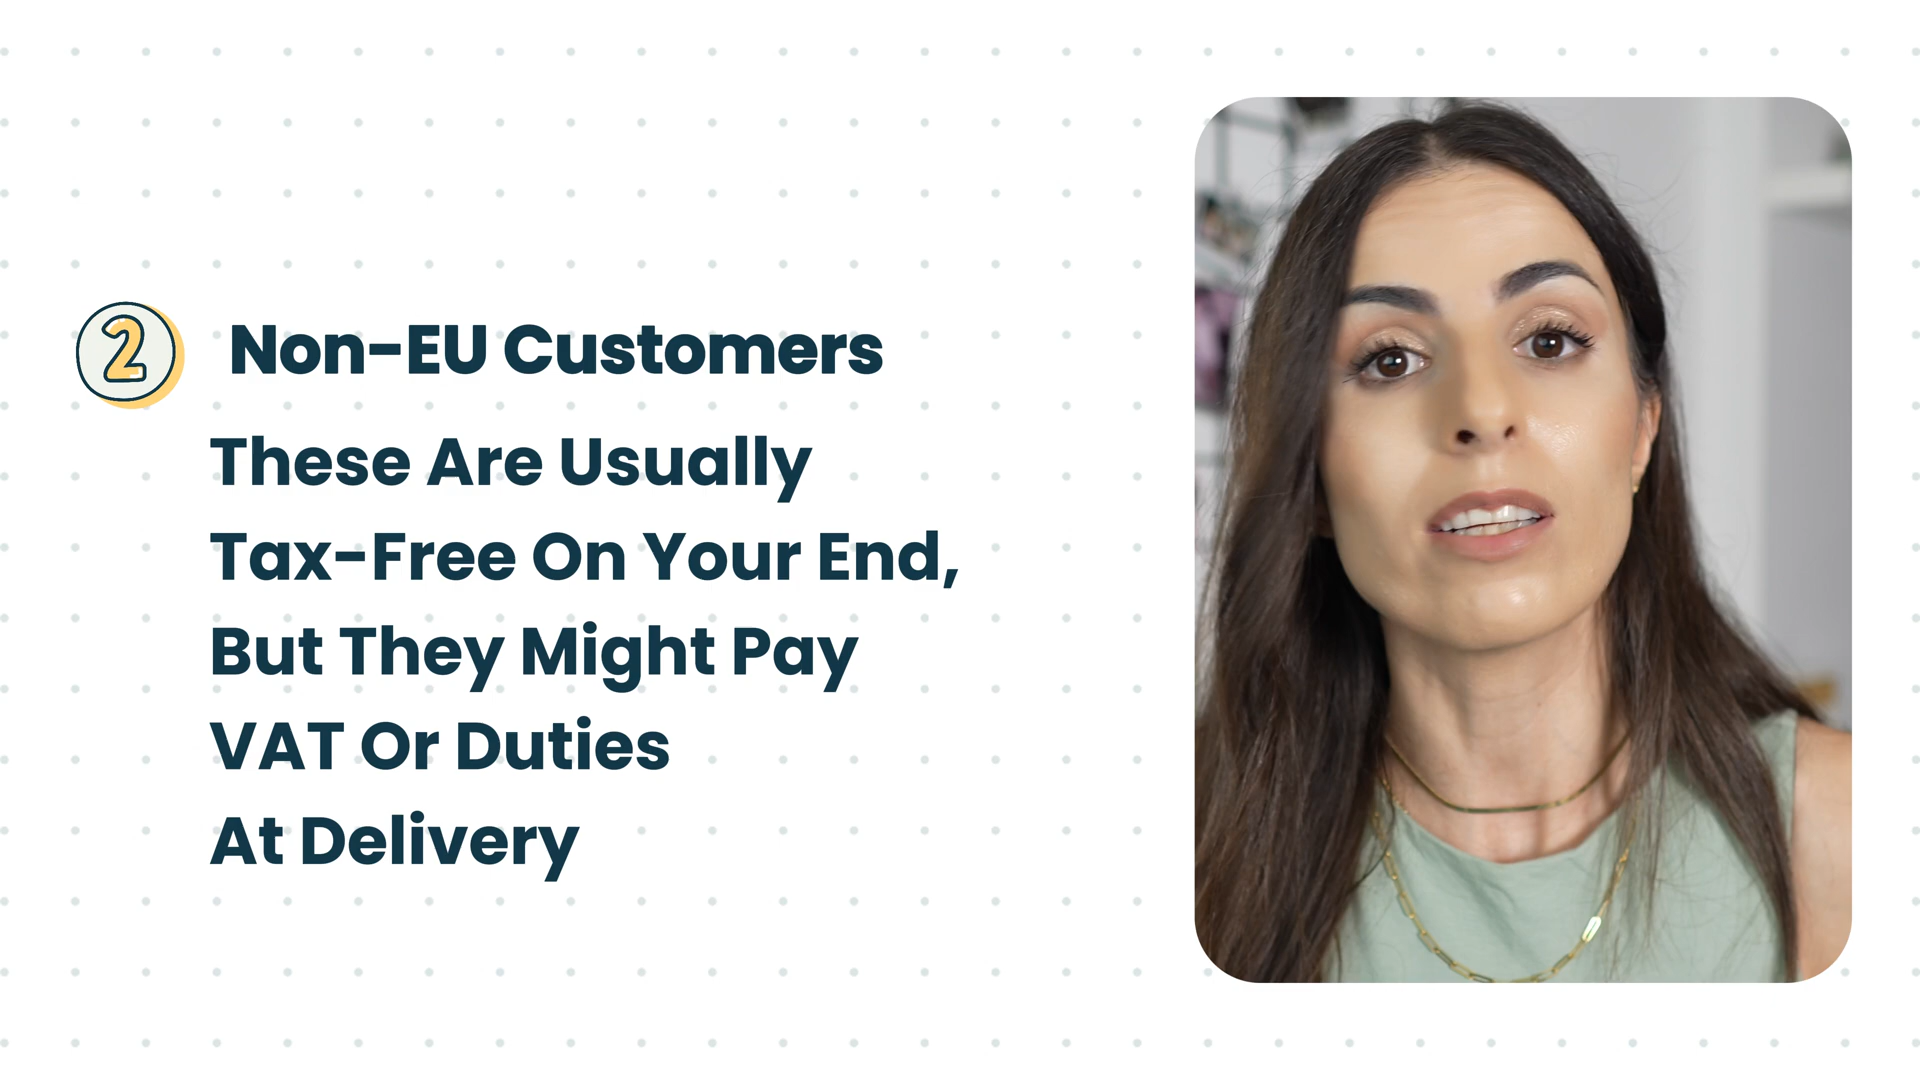 2 Non-EU Customers
These Are Usually
Tax-Free On Your End,
But They Might Pay
VAT Or Duties
At Delivery